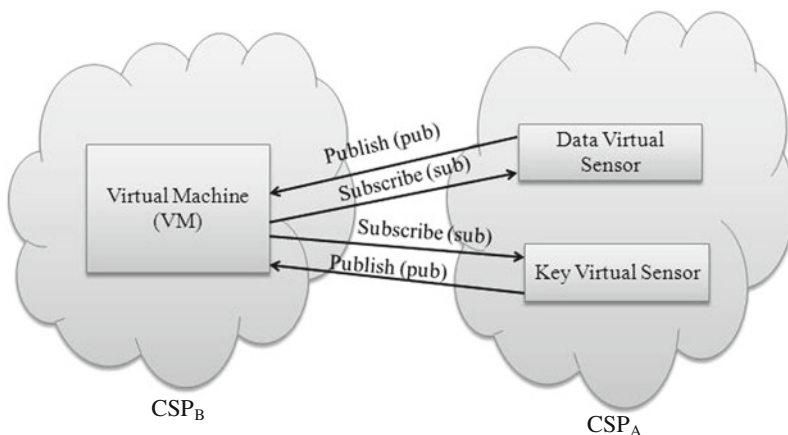 Virtual Machine
(VM)
Publish (pub)
Subscribe (sub)
Subscribe (sub)
Publish (pub)
Data Virtual
Sensor
Key Virtual Sensor
CSP_B
CSP_A